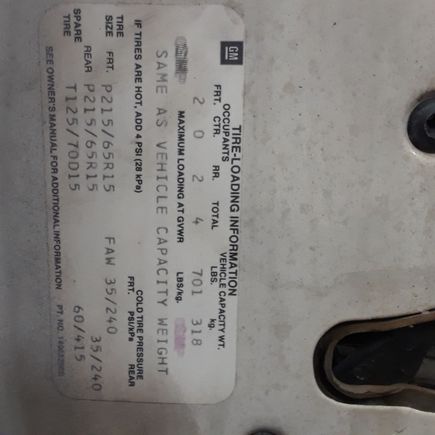 GM
TIRE-LOADING INFORMATION
OCCUPANTS VEHICLE CAPACITY WT.
FRT. CTR. RR. TOTAL LBS. kg.
2 0 2 4 701 318
MAXIMUM LOADING AT GVWR LBS/kg.
SAME AS VEHICLE CAPACITY WEIGHT
IF TIRES ARE HOT, ADD 4 PSI (28 kPa)
COLD TIRE PRESSURE
TIRE SIZE FRT. REAR PSI/kPa
FRT. P215/65R15 FAW 35/240
REAR P215/65R15 35/240
SPARE TIRE T125/70D15 60/415
SEE OWNER'S MANUAL FOR ADDITIONAL INFORMATION PT. NO.